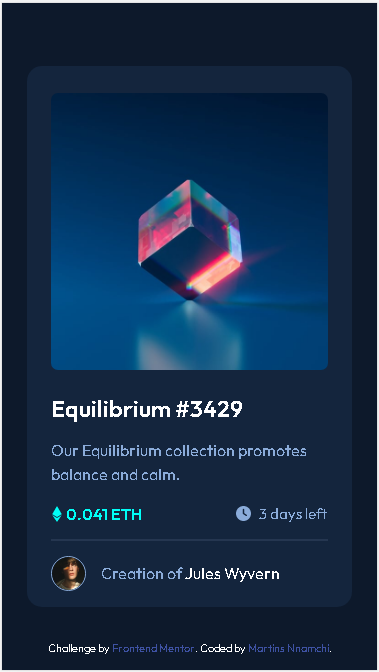 Equilibrium #3429
Our Equilibrium collection promotes
balance and calm.
0.041 ETH 3 days left
Creation of Jules Wyvern
Challenge by Frontend Mentor. Coded by Martins Nnamchi.